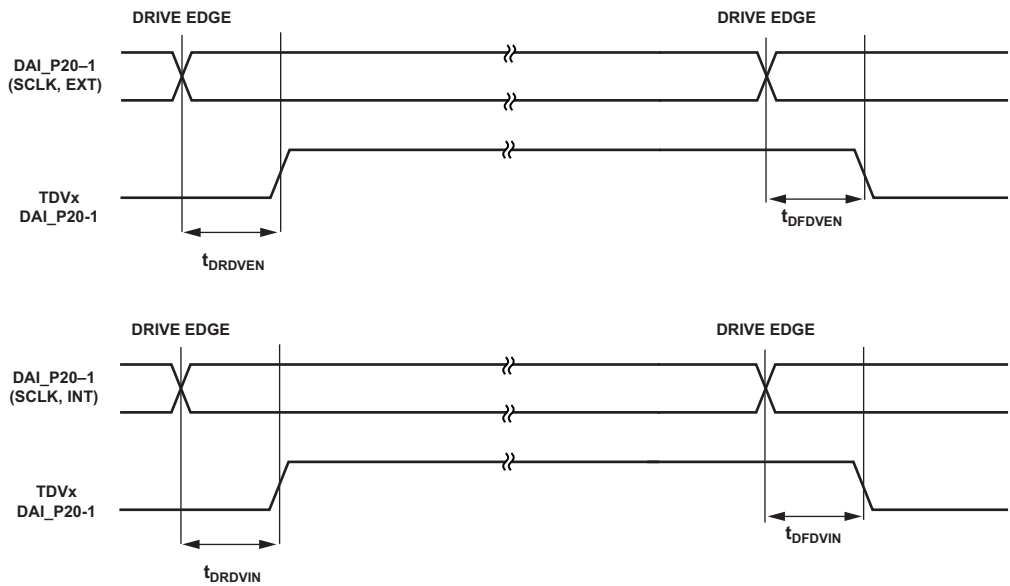 DRIVE EDGE
DRIVE EDGE
DAI_P20–1
(SCLK, EXT)
TDVx
DAI_P20-1
tDRDVEN
tDFDVEN
DRIVE EDGE
DRIVE EDGE
DAI_P20–1
(SCLK, INT)
TDVx
DAI_P20-1
tDRDVIN
tDFDVIN